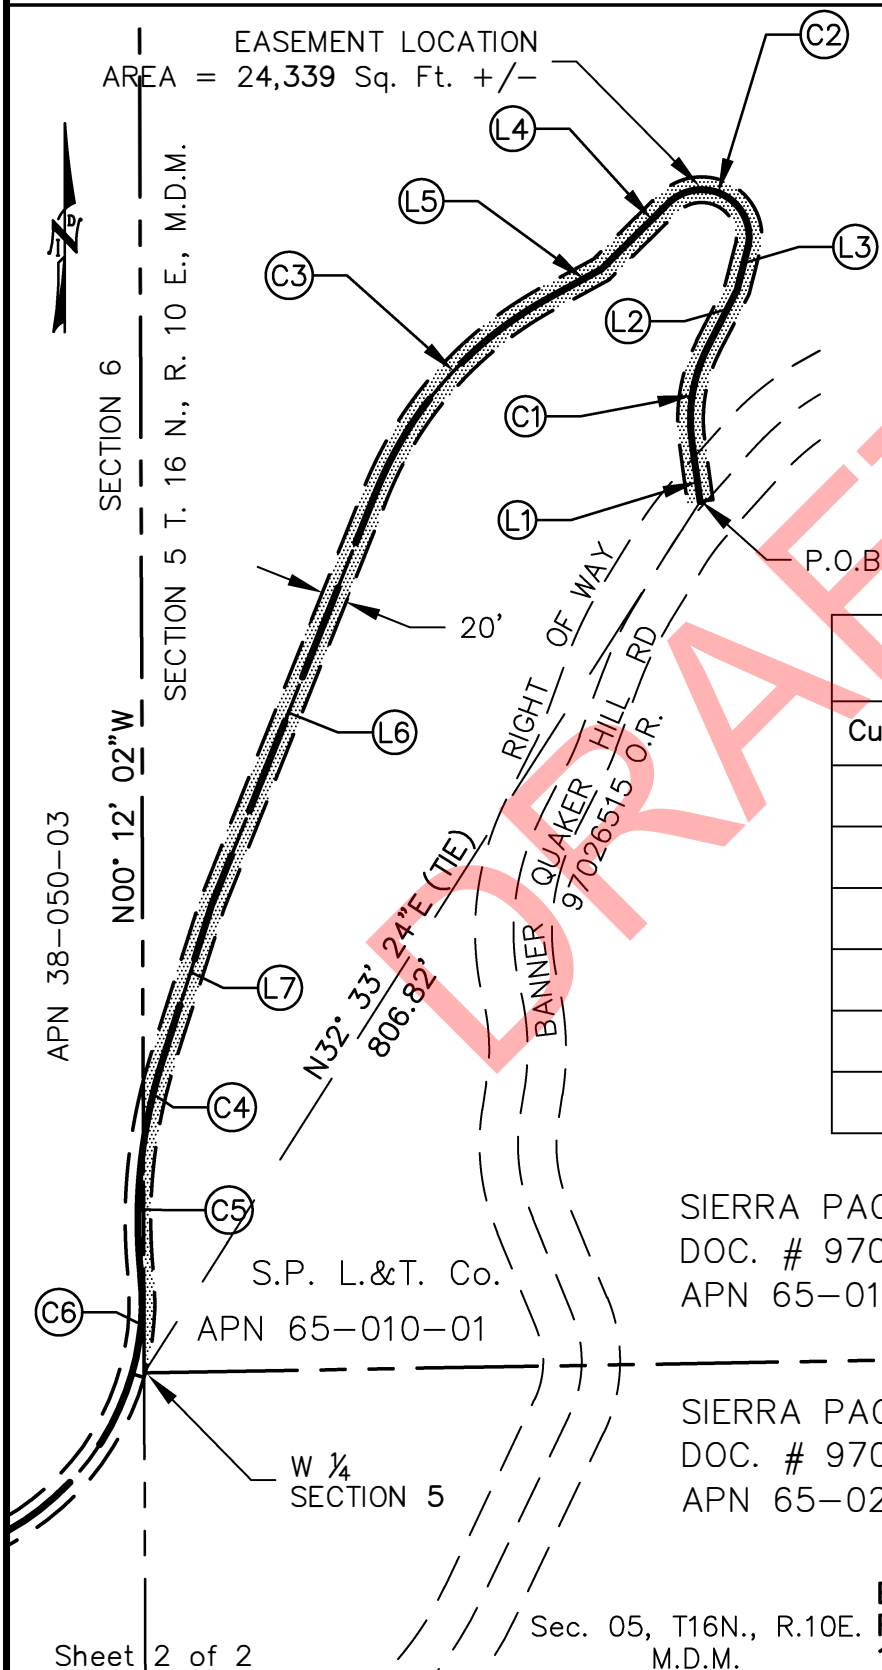 EASEMENT LOCATION
AREA = 24,339 Sq. Ft. +/-
C2
L4
L5
L3
C3
L2
C1
L1
P.O.B
N
SECTION 6
SECTION 5 T. 16 N., R. 10 E., M.D.M.
20'
RIGHT OF WAY
BANNER QUAKER HILL RD
97026515 O.R.
L6
N00° 12' 02"W
APN 38-050-03
Cu
N32° 33' 24"E (TIE)
806.82'
L7
C4
C5
C6
S.P. L.&T. Co.
APN 65-010-01
SIERRA PAC
DOC. # 970
APN 65-01
SIERRA PAC
DOC. # 970
APN 65-02
W 1/4
SECTION 5
Sec. 05, T16N., R.10E.
M.D.M.
Sheet 2 of 2
DRAFT